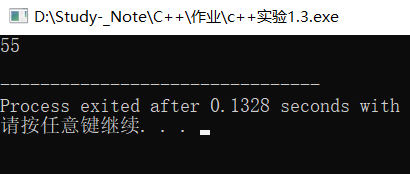 D:\Study-_Note\C++\作业\c++实验1.3.exe
55
--------------------------------
Process exited after 0.1328 seconds with
请按任意键继续. . .